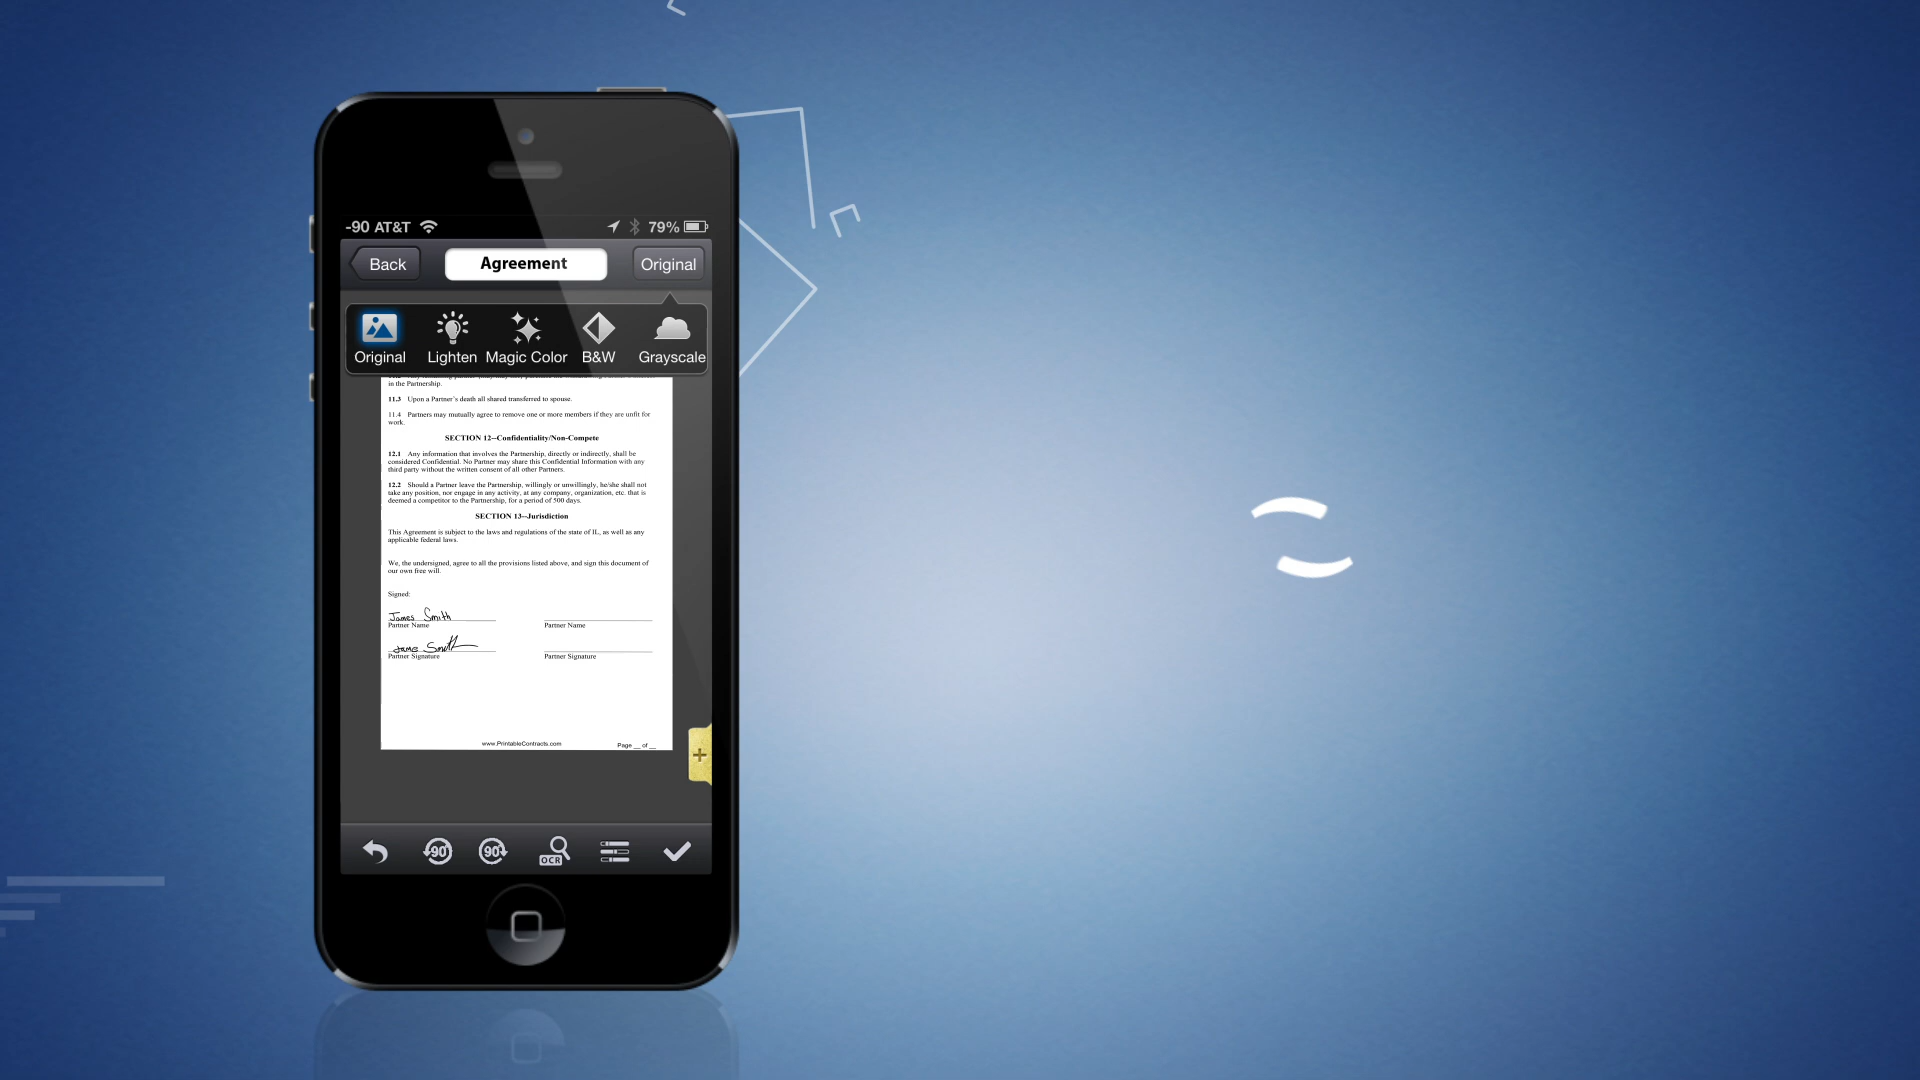 -90 AT&T 79%
Back Agreement Original
Original Lighten Magic Color B&W Grayscale
in the Partnership.
11.3 Upon a Partner's death all shared transferred to spouse.
11.4 Partners may mutually agree to remove one or more members if they are unfit for
work.
SECTION 12--Confidentiality/Non-Compete
12.1 Any information that involves the Partnership, directly or indirectly, shall be
considered Confidential. No Partner may share this Confidential Information with any
third party without the written consent of all other Partners.
12.2 Should a Partner leave the Partnership, willingly or unwillingly, he/she shall not
take any position, nor engage in any activity, at any company, organization, etc. that is
deemed a competitor to the Partnership, for a period of 500 days.
SECTION 13--Jurisdiction
This Agreement is subject to the laws and regulations of the state of IL, as well as any
applicable federal laws.
We, the undersigned, agree to all the provisions listed above, and sign this document of
our own free will.
Signed:
James Smith
Partner Name Partner Name
James Smith
Partner Signature Partner Signature
www.PrintableContracts.com Page __ of __
+
90 90 OCR